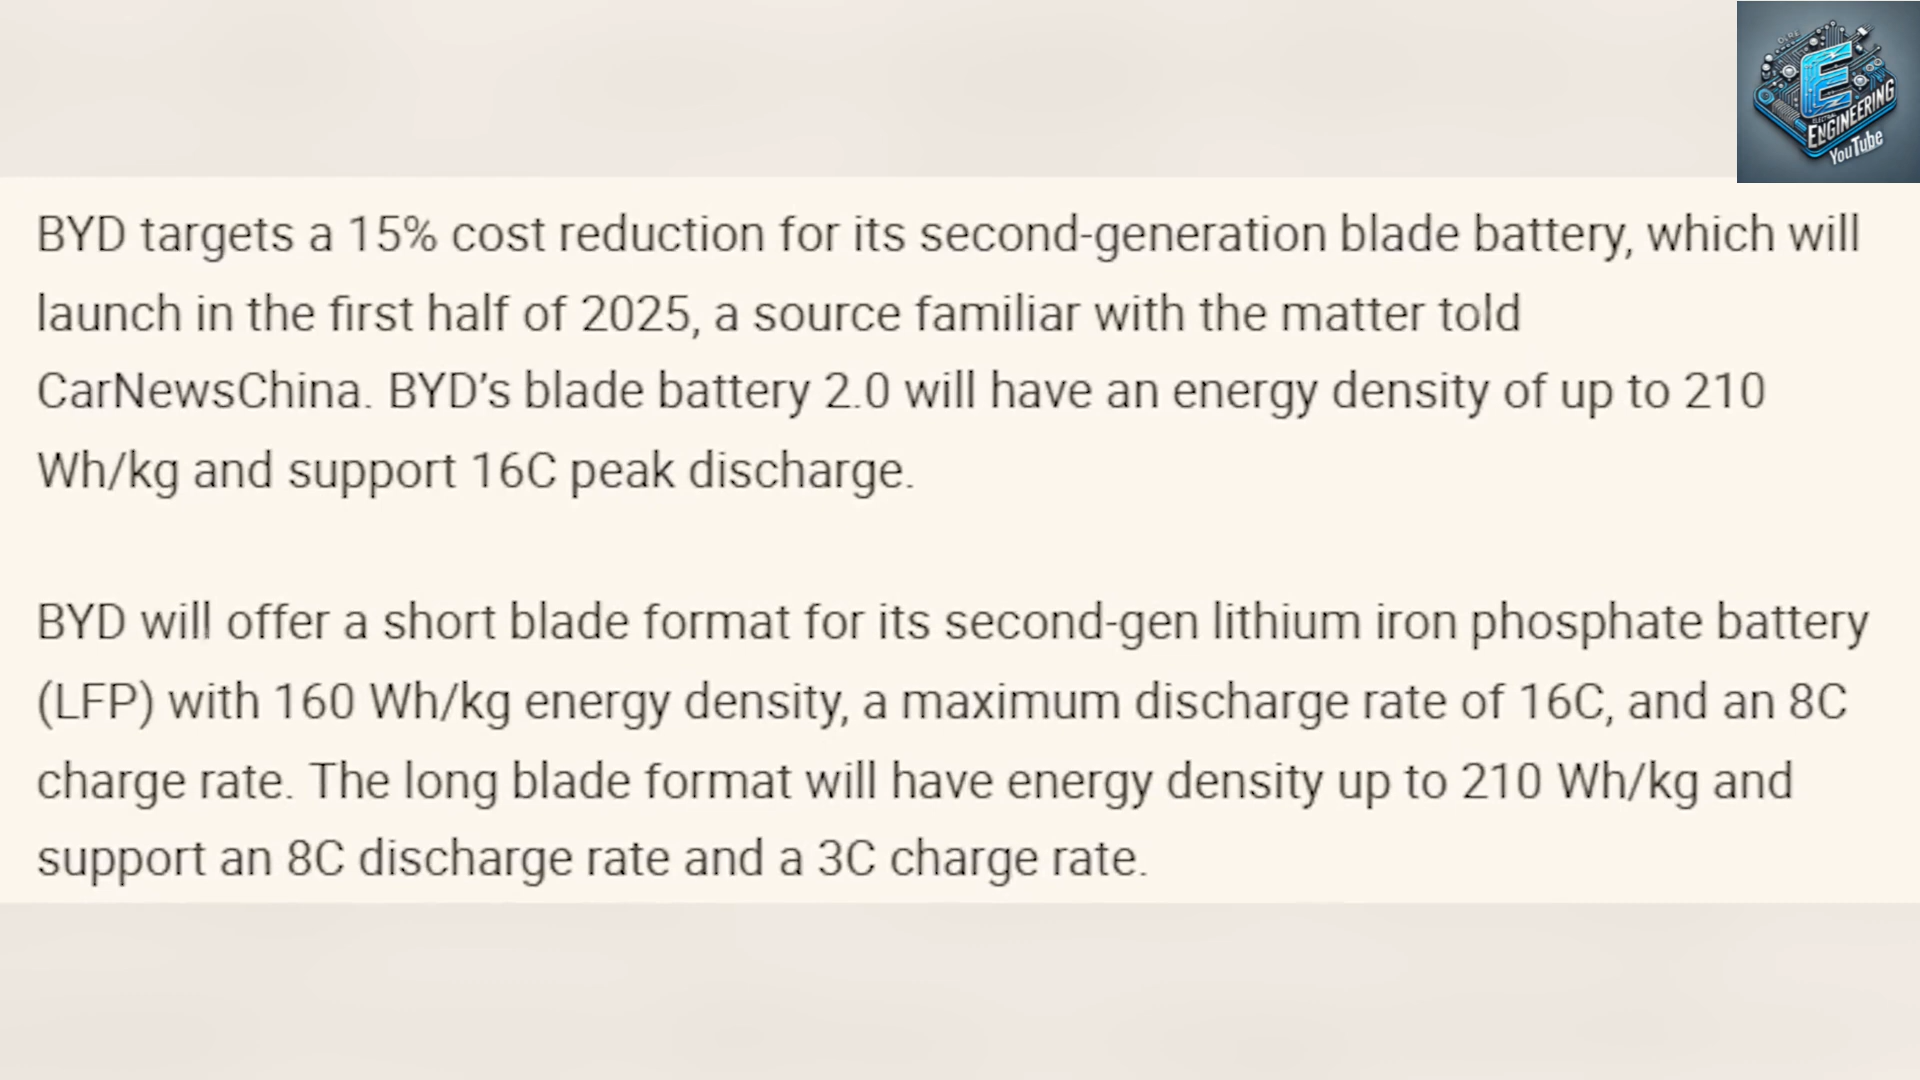 E
ENGINEERING
YouTube
BYD targets a 15% cost reduction for its second-generation blade battery, which will
launch in the first half of 2025, a source familiar with the matter told
CarNewsChina. BYD’s blade battery 2.0 will have an energy density of up to 210
Wh/kg and support 16C peak discharge.
BYD will offer a short blade format for its second-gen lithium iron phosphate battery
(LFP) with 160 Wh/kg energy density, a maximum discharge rate of 16C, and an 8C
charge rate. The long blade format will have energy density up to 210 Wh/kg and
support an 8C discharge rate and a 3C charge rate.